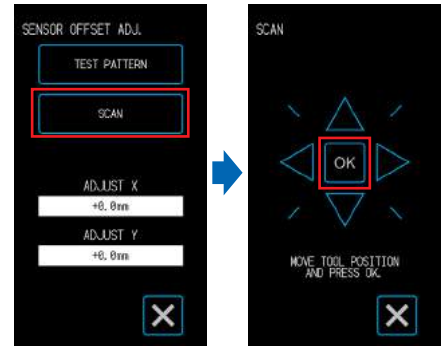 SENSOR OFFSET ADJ.
TEST PATTERN
SCAN
ADJUST X
+0.0mm
ADJUST Y
+0.0mm
SCAN
OK
MOVE TOOL POSITION
AND PRESS OK.